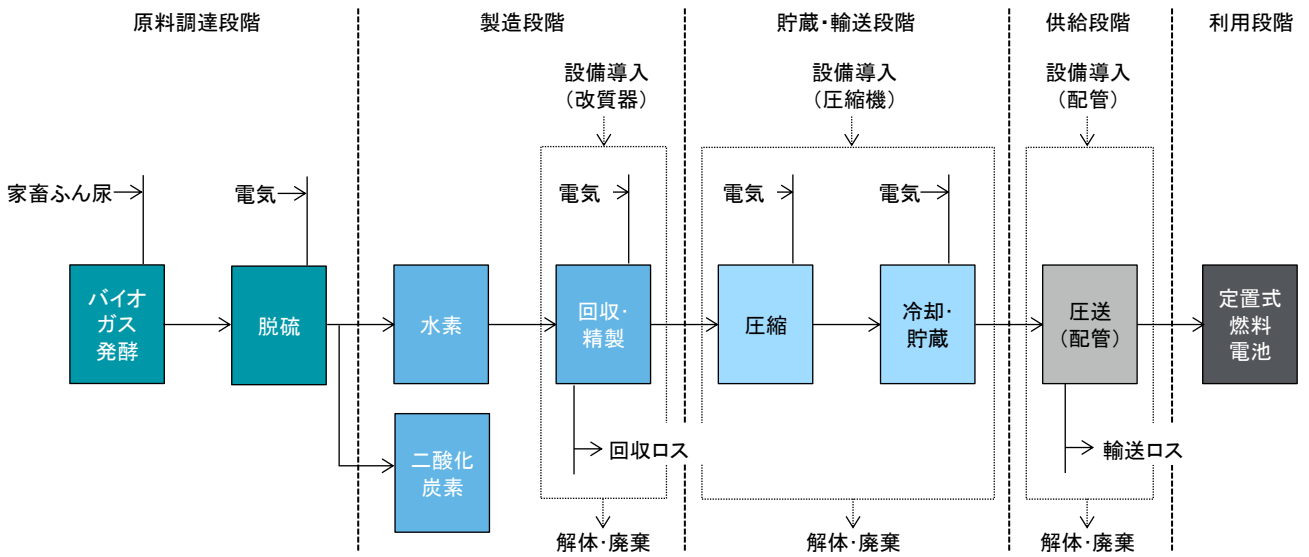 原料調達段階
製造段階
貯蔵・輸送段階
供給段階
利用段階
設備導入
（改質器）
設備導入
（圧縮機）
設備導入
（配管）
家畜ふん尿
電気
電気
電気
電気
バイオ
ガス
発酵
脱硫
水素
回収・
精製
圧縮
冷却・
貯蔵
圧送
（配管）
定置式
燃料
電池
二酸化
炭素
回収ロス
輸送ロス
解体・廃棄
解体・廃棄
解体・廃棄